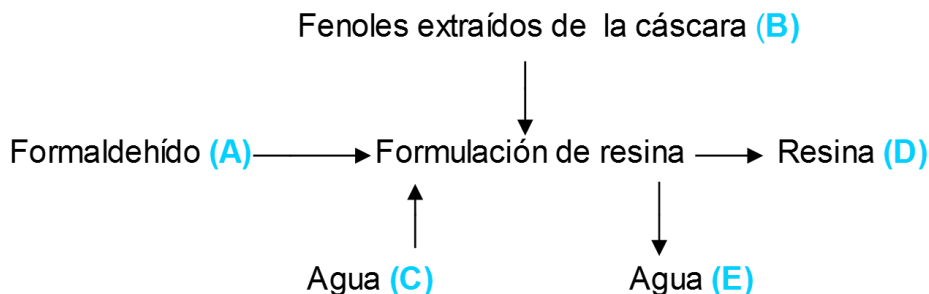 Fenoles extraídos de la cáscara (B)
Formaldehído (A) Formulación de resina Resina (D)
Agua (C) Agua (E)